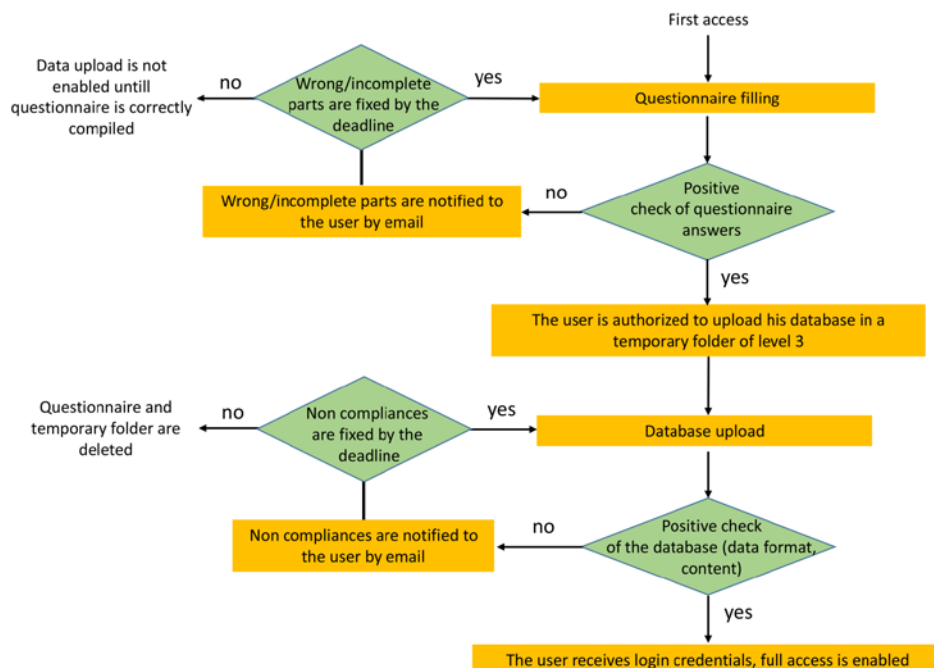 First access
Data upload is not
enabled untill
questionnaire is correctly
compiled
no
Wrong/incomplete
parts are fixed by the
deadline
yes
Questionnaire filling
Wrong/incomplete parts are notified to
the user by email
no
Positive
check of questionnaire
answers
yes
The user is authorized to upload his database in a
temporary folder of level 3
Questionnaire and
temporary folder are
deleted
no
Non compliances
are fixed by the
deadline
yes
Database upload
Non compliances are notified to
the user by email
no
Positive check
of the database (data format,
content)
yes
The user receives login credentials, full access is enabled